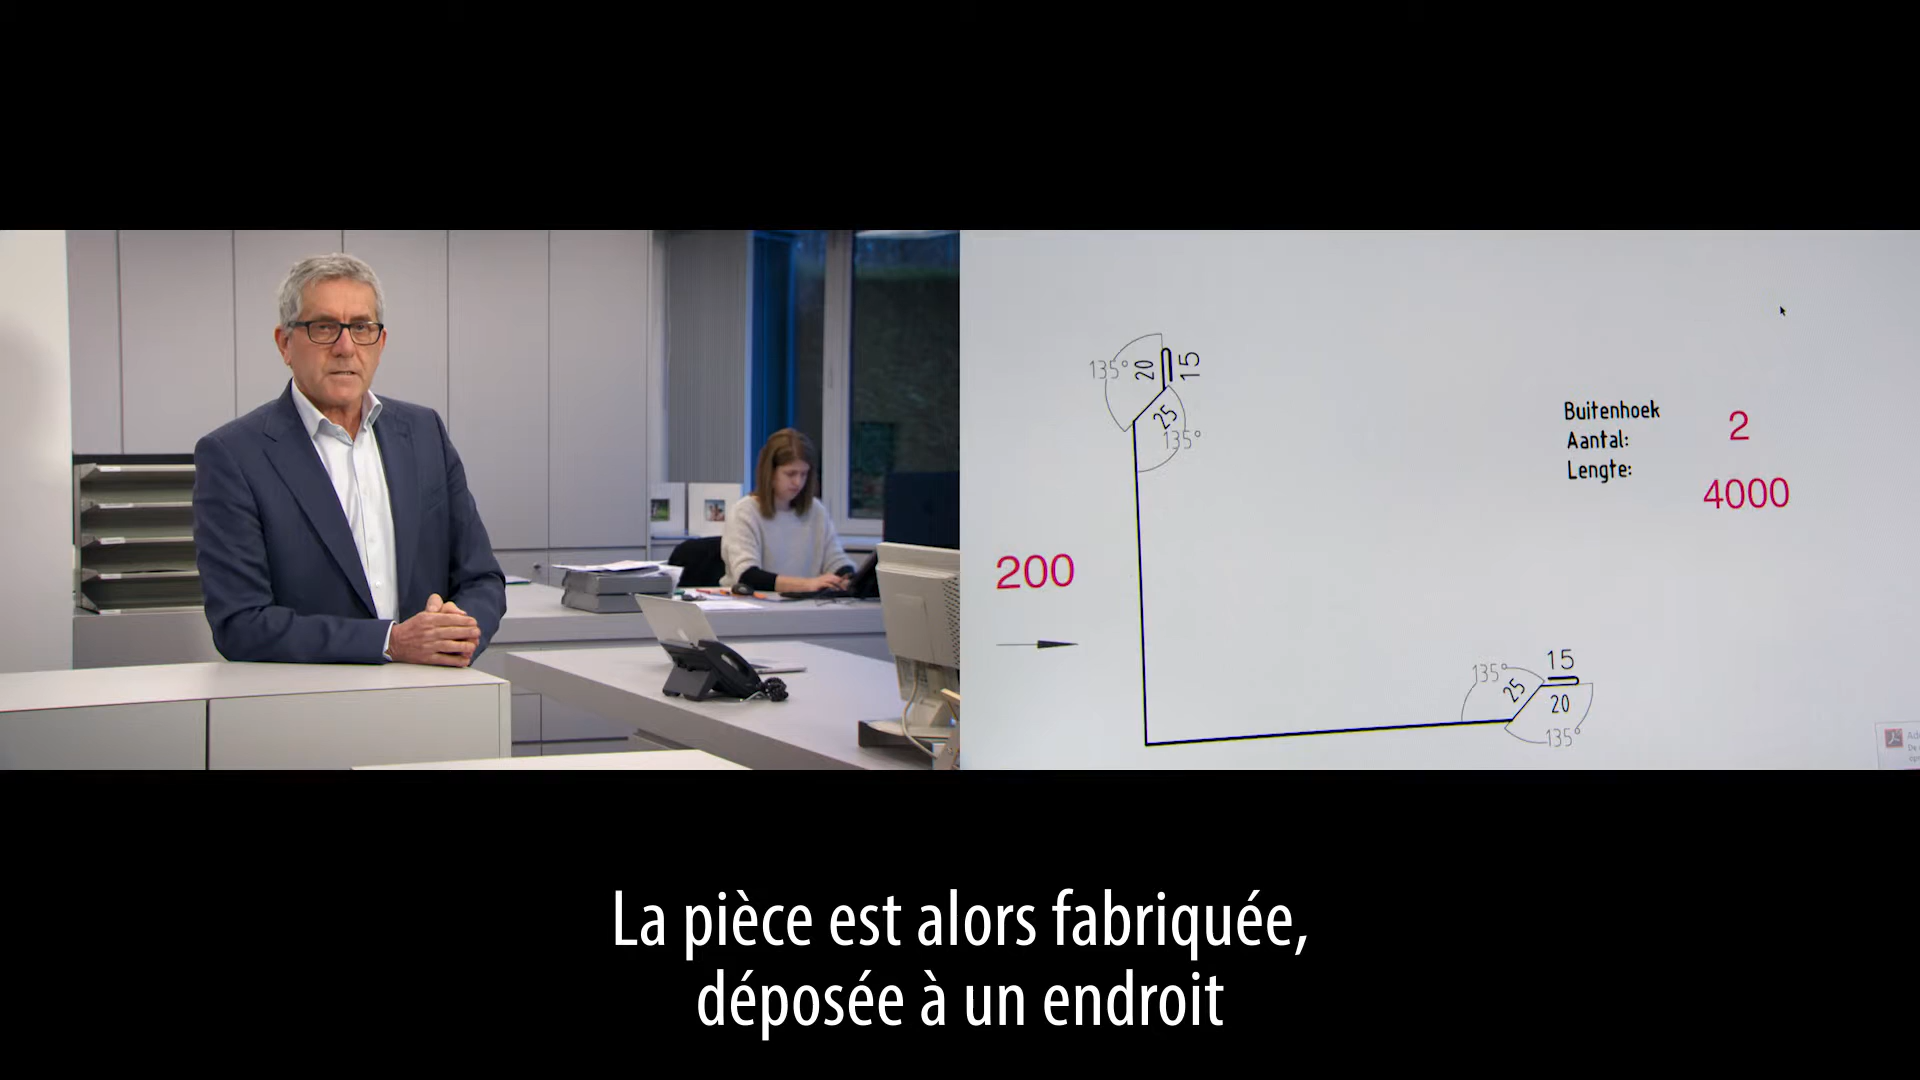 135°
20
15
25
135°
Buitenhoek
2
Aantal:
Lengte:
4000
200
135°
15
25
20
135°
La pièce est alors fabriquée,
déposée à un endroit